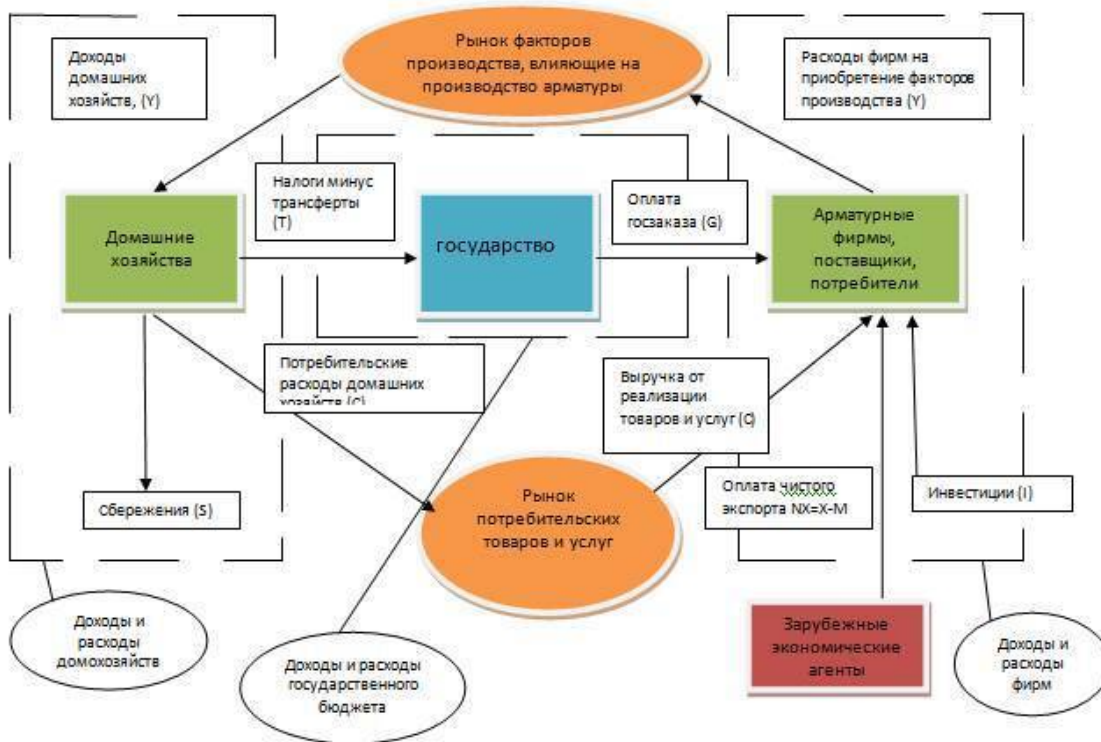 Доходы
домашних
хозяйств, (Y)
Рынок факторов
производства, влияющие на
производство арматуры
Расходы фирм на
приобретение факторов
производства (Y)
Налоги минус
трансферты
(T)
Оплата
госзаказа (G)
Домашние
хозяйства
государство
Арматурные
фирмы,
поставщики,
потребители
Потребительские
расходы домашних
хозяйств (C)
Выручка от
реализации
товаров и услуг (C)
Сбережения (S)
Рынок
потребительских
товаров и услуг
Оплата чистого
экспорта NX=X-M
Инвестиции (I)
Доходы и
расходы
домохозяйств
Доходы и расходы
государственного
бюджета
Зарубежные
экономические
агенты
Доходы и
расходы
фирм